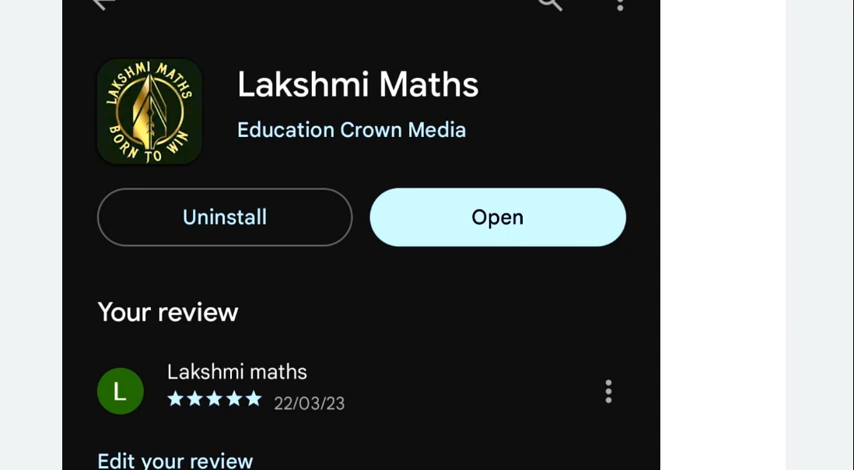 LAKSHMI MATHS
BORN TO WIN
Lakshmi Maths
Education Crown Media
Uninstall
Open
Your review
L
Lakshmi maths
22/03/23
Edit your review